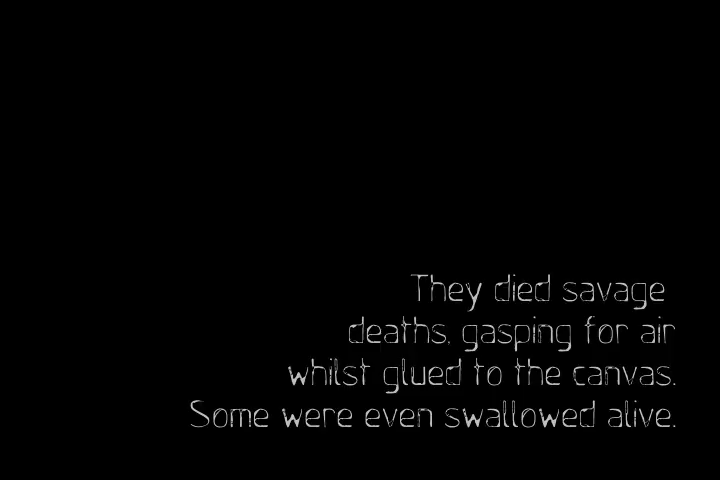 They died savage
deaths, gasping for air
whilst glued to the canvas.
Some were even swallowed alive.